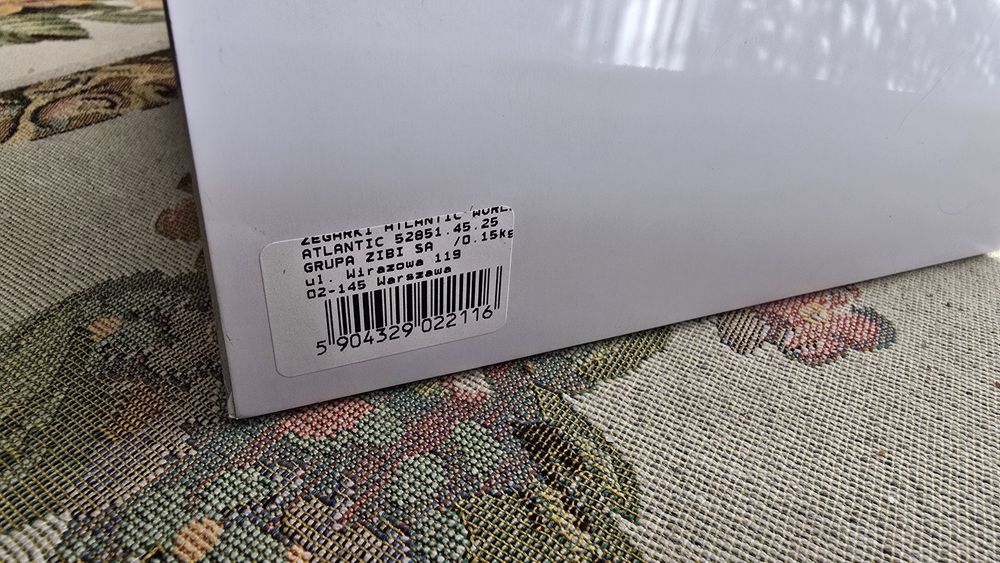 ZEGARKI ATLANTIC WORL
ATLANTIC 52851.45.25
GRUPA ZIBI SA /0.15kg
ul. Wirazowa 119
02-145 Warszawa
5 904329 022116